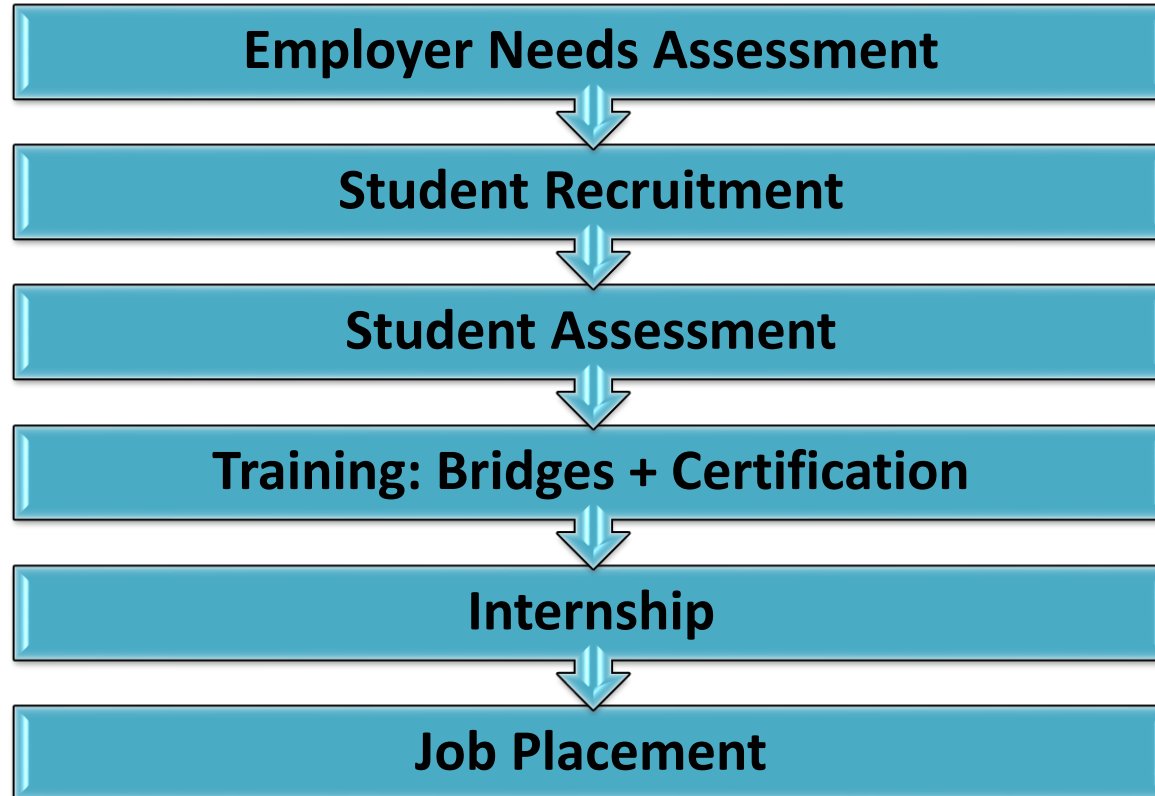 Employer Needs Assessment
Student Recruitment
Student Assessment
Training: Bridges + Certification
Internship
Job Placement